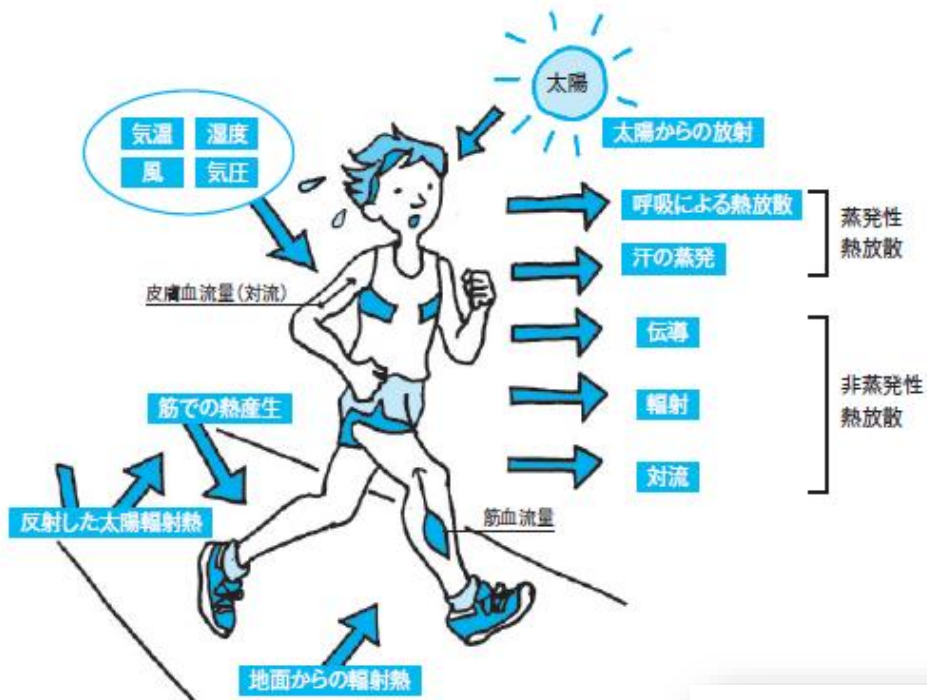 太陽
太陽からの放射
気温 湿度
風 気圧
呼吸による熱放散
汗の蒸発
蒸発性
熱放散
皮膚血流量(対流)
伝導
輻射
対流
非蒸発性
熱放散
筋での熱産生
反射した太陽輻射熱
筋血流量
地面からの輻射熱